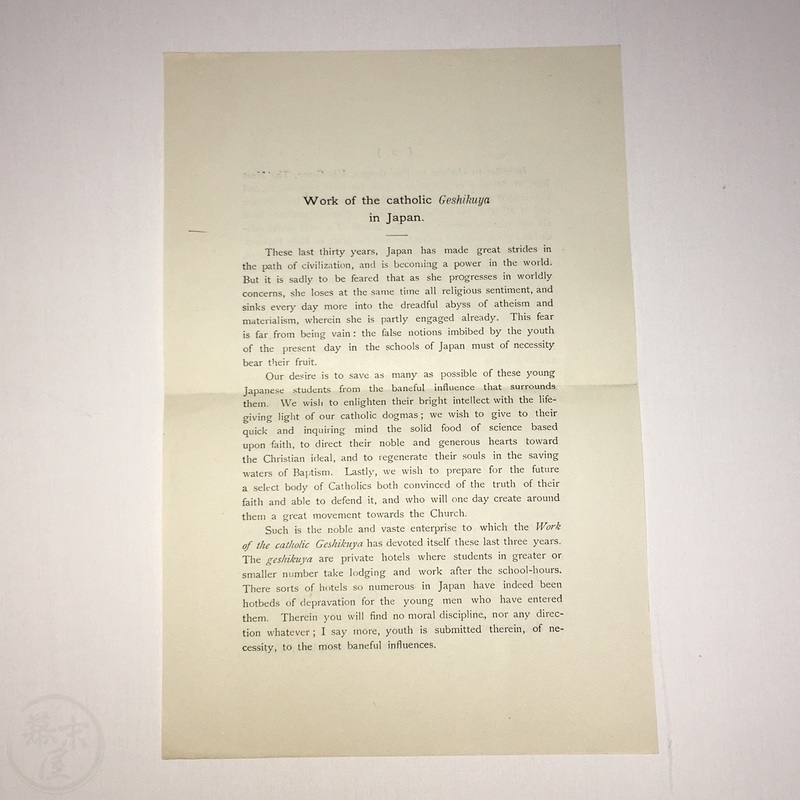 Work of the catholic Geshikuya
in Japan.
These last thirty years, Japan has made great strides in
the path of civilization, and is becoming a power in the world.
But it is sadly to be feared that as she progresses in worldly
concerns, she loses at the same time all religious sentiment, and
sinks every day more into the dreadful abyss of atheism and
materialism, wherein she is partly engaged already. This fear
is far from being vain : the false notions imbibed by the youth
of the present day in the schools of Japan must of necessity
bear their fruit.
Our desire is to save as many as possible of these young
Japanese students from the baneful influence that surrounds
them. We wish to enlighten their bright intellect with the life-
giving light of our catholic dogmas ; we wish to give to their
quick and inquiring mind the solid food of science based
upon faith, to direct their noble and generous hearts toward
the Christian ideal, and to regenerate their souls in the saving
waters of Baptism. Lastly, we wish to prepare for the future
a select body of Catholics both convinced of the truth of their
faith and able to defend it, and who will one day create around
them a great movement towards the Church.
Such is the noble and vaste enterprise to which the Work
of the catholic Geshikuya has devoted itself these last three years.
The geshikuya are private hotels where students in greater or
smaller number take lodging and work after the school-hours.
There sorts of hotels so numerous in Japan have indeed been
hotbeds of depravation for the young men who have entered
them. Therein you will find no moral discipline, nor any direc-
tion whatever ; I say more, youth is submitted therein, of ne-
cessity, to the most baneful influences.
幕末屋